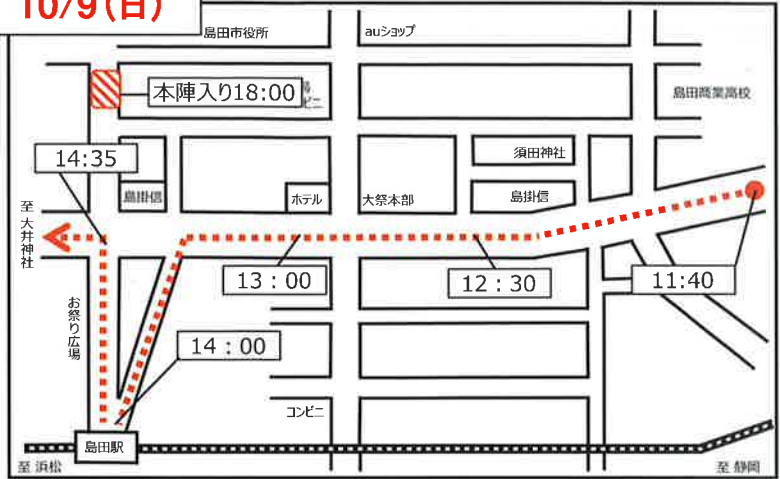 10/9(日)
島田市役所
auショップ
本陣入り18:00
ビニ
島田商業高校
14:35
須田神社
島掛信
ホテル
大祭本部
島掛信
至 大井神社
13:00
12:30
11:40
お祭り広場
14:00
コンビニ
島田駅
至 浜松
至 静岡